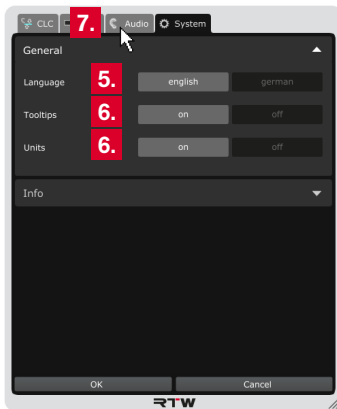 CLC 7. Audio System
General
Language 5. english german
Tooltips 6. on off
Units 6. on off
Info
OK Cancel
RTW